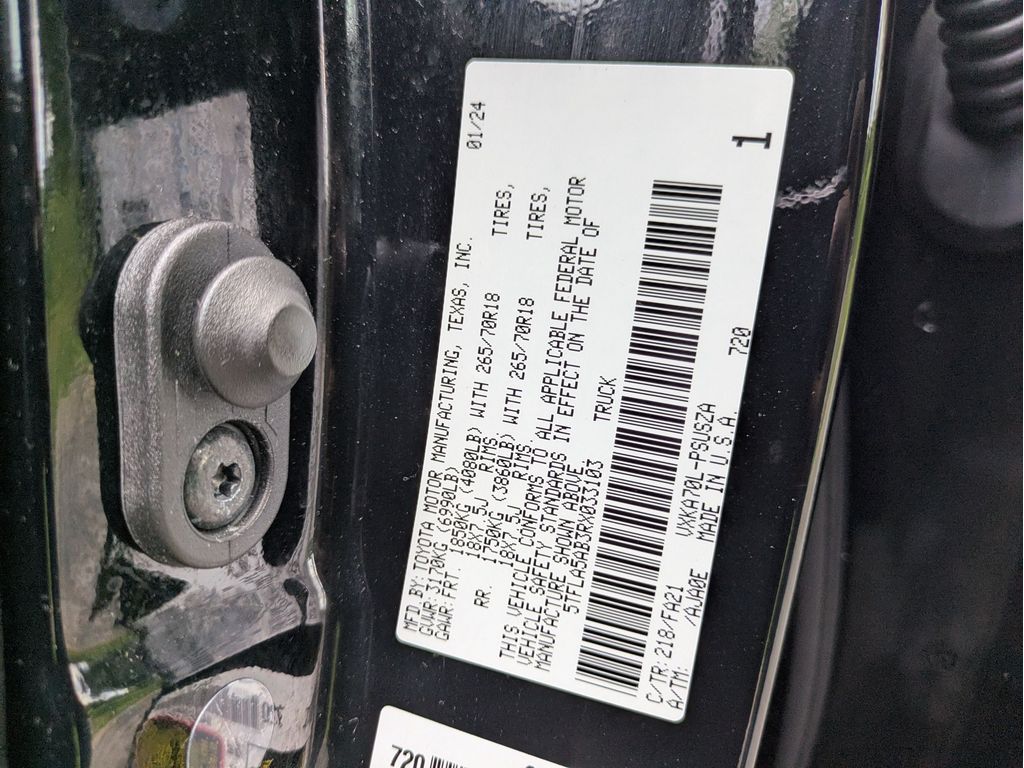 MFD BY: TOYOTA MOTOR MANUFACTURING, TEXAS, INC. 01/24
GVWR: 3170KG (6990LB)
GAWR: FRT. 1850KG (4080LB) WITH 265/70R18 TIRES,
18X7.5J RIMS.
RR. 1750KG (3860LB) WITH 265/70R18 TIRES,
18X7.5J RIMS.
THIS VEHICLE CONFORMS TO ALL APPLICABLE FEDERAL MOTOR
VEHICLE SAFETY STANDARDS IN EFFECT ON THE DATE OF
MANUFACTURE SHOWN ABOVE.
5TFLA5AB3RX033103 TRUCK
C/TR: 218/FA21 VXKA70L-PSUSZA 720 1
A/TM: /AJA0E MADE IN U.S.A.
720